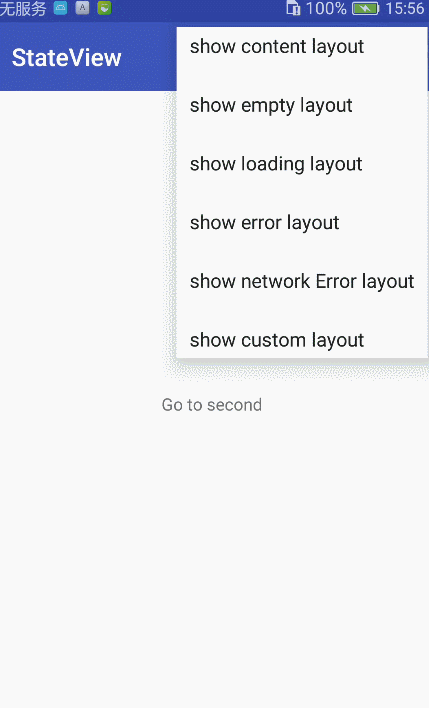 无服务 100% 15:56
StateView
show content layout
show empty layout
show loading layout
show error layout
show network Error layout
show custom layout
Go to second